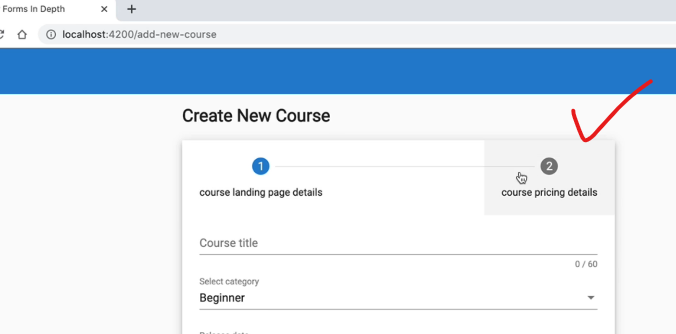 Forms In Depth
localhost:4200/add-new-course
Create New Course
1
2
course landing page details
course pricing details
Course title
0 / 60
Select category
Beginner